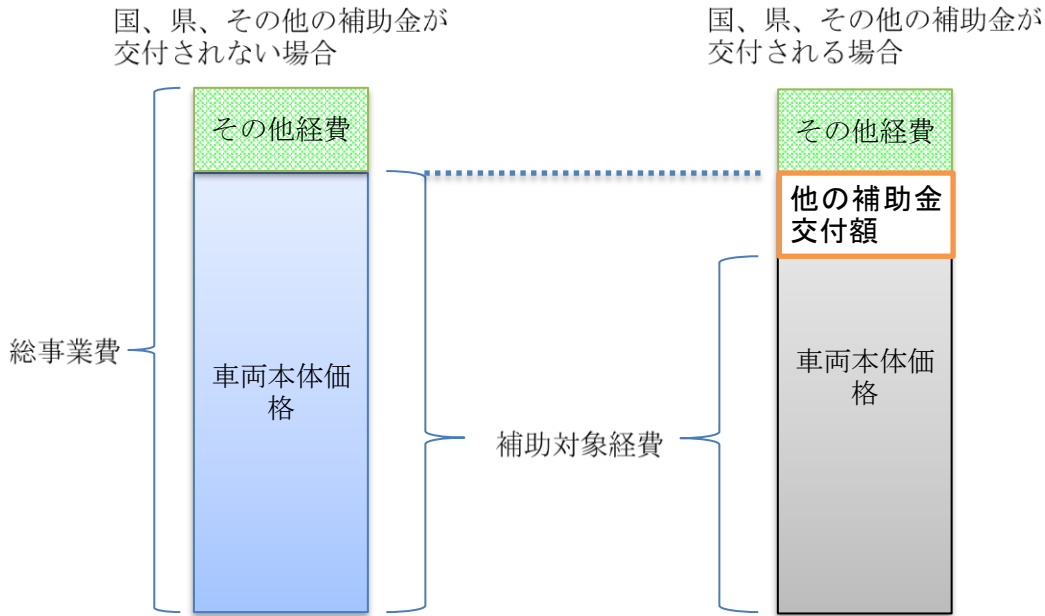 国、県、その他の補助金が
交付されない場合
国、県、その他の補助金が
交付される場合
その他経費
その他経費
他の補助金
交付額
総事業費
車両本体価
格
車両本体価
格
補助対象経費